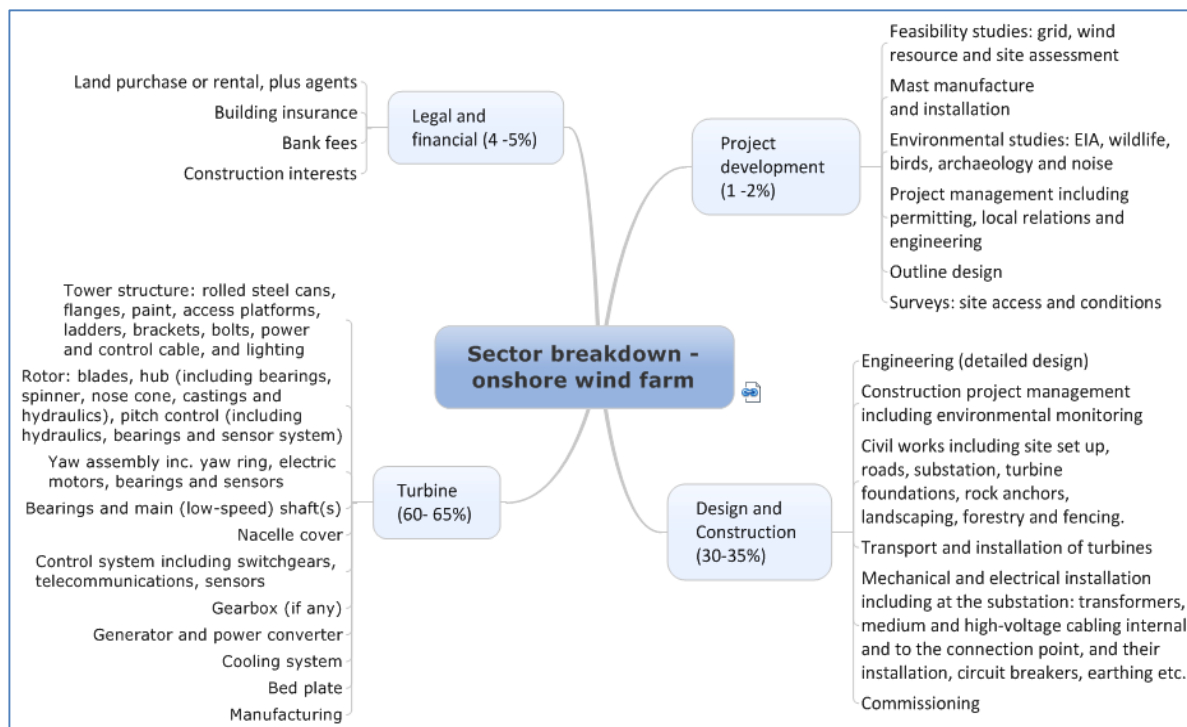 Sector breakdown -
onshore wind farm
Legal and
financial (4 -5%)
Land purchase or rental, plus agents
Building insurance
Bank fees
Construction interests
Project
development
(1 -2%)
Feasibility studies: grid, wind
resource and site assessment
Mast manufacture
and installation
Environmental studies: EIA, wildlife,
birds, archaeology and noise
Project management including
permitting, local relations and
engineering
Outline design
Surveys: site access and conditions
Turbine
(60- 65%)
Tower structure: rolled steel cans,
flanges, paint, access platforms,
ladders, brackets, bolts, power
and control cable, and lighting
Rotor: blades, hub (including bearings,
spinner, nose cone, castings and
hydraulics), pitch control (including
hydraulics, bearings and sensor system)
Yaw assembly inc. yaw ring, electric
motors, bearings and sensors
Bearings and main (low-speed) shaft(s)
Nacelle cover
Control system including switchgears,
telecommunications, sensors
Gearbox (if any)
Generator and power converter
Cooling system
Bed plate
Manufacturing
Design and
Construction
(30-35%)
Engineering (detailed design)
Construction project management
including environmental monitoring
Civil works including site set up,
roads, substation, turbine
foundations, rock anchors,
landscaping, forestry and fencing.
Transport and installation of turbines
Mechanical and electrical installation
including at the substation: transformers,
medium and high-voltage cabling internal
and to the connection point, and their
installation, circuit breakers, earthing etc.
Commissioning